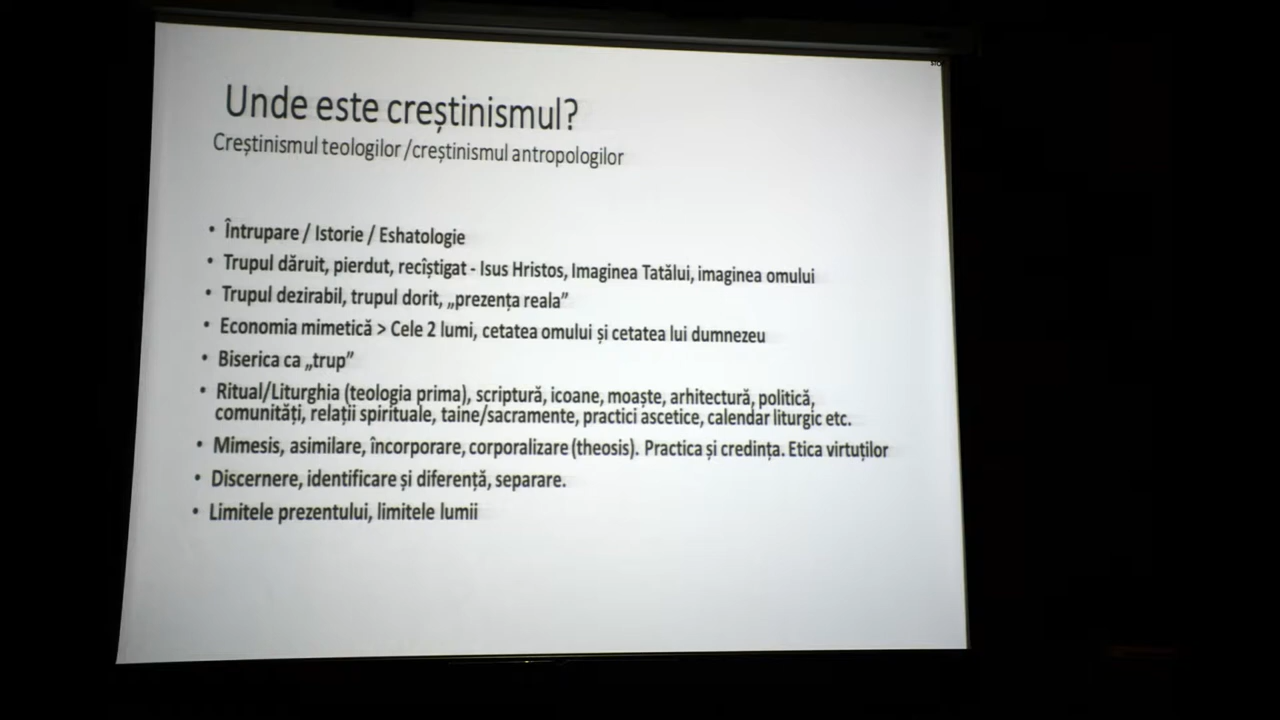 Unde este creștinismul?
Creștinismul teologilor /creștinismul antropologilor
• Întrupare / Istorie / Eshatologie
• Trupul dăruit, pierdut, recîștigat - Isus Hristos, Imaginea Tatălui, imaginea omului
• Trupul dezirabil, trupul dorit, „prezența reala”
• Economia mimetică > Cele 2 lumi, cetatea omului și cetatea lui dumnezeu
• Biserica ca „trup”
• Ritual/Liturghia (teologia prima), scriptură, icoane, moaște, arhitectură, politică,
comunități, relații spirituale, taine/sacramente, practici ascetice, calendar liturgic etc.
• Mimesis, asimilare, încorporare, corporalizare (theosis). Practica și credința. Etica virtuților
• Discernere, identificare și diferență, separare.
• Limitele prezentului, limitele lumii